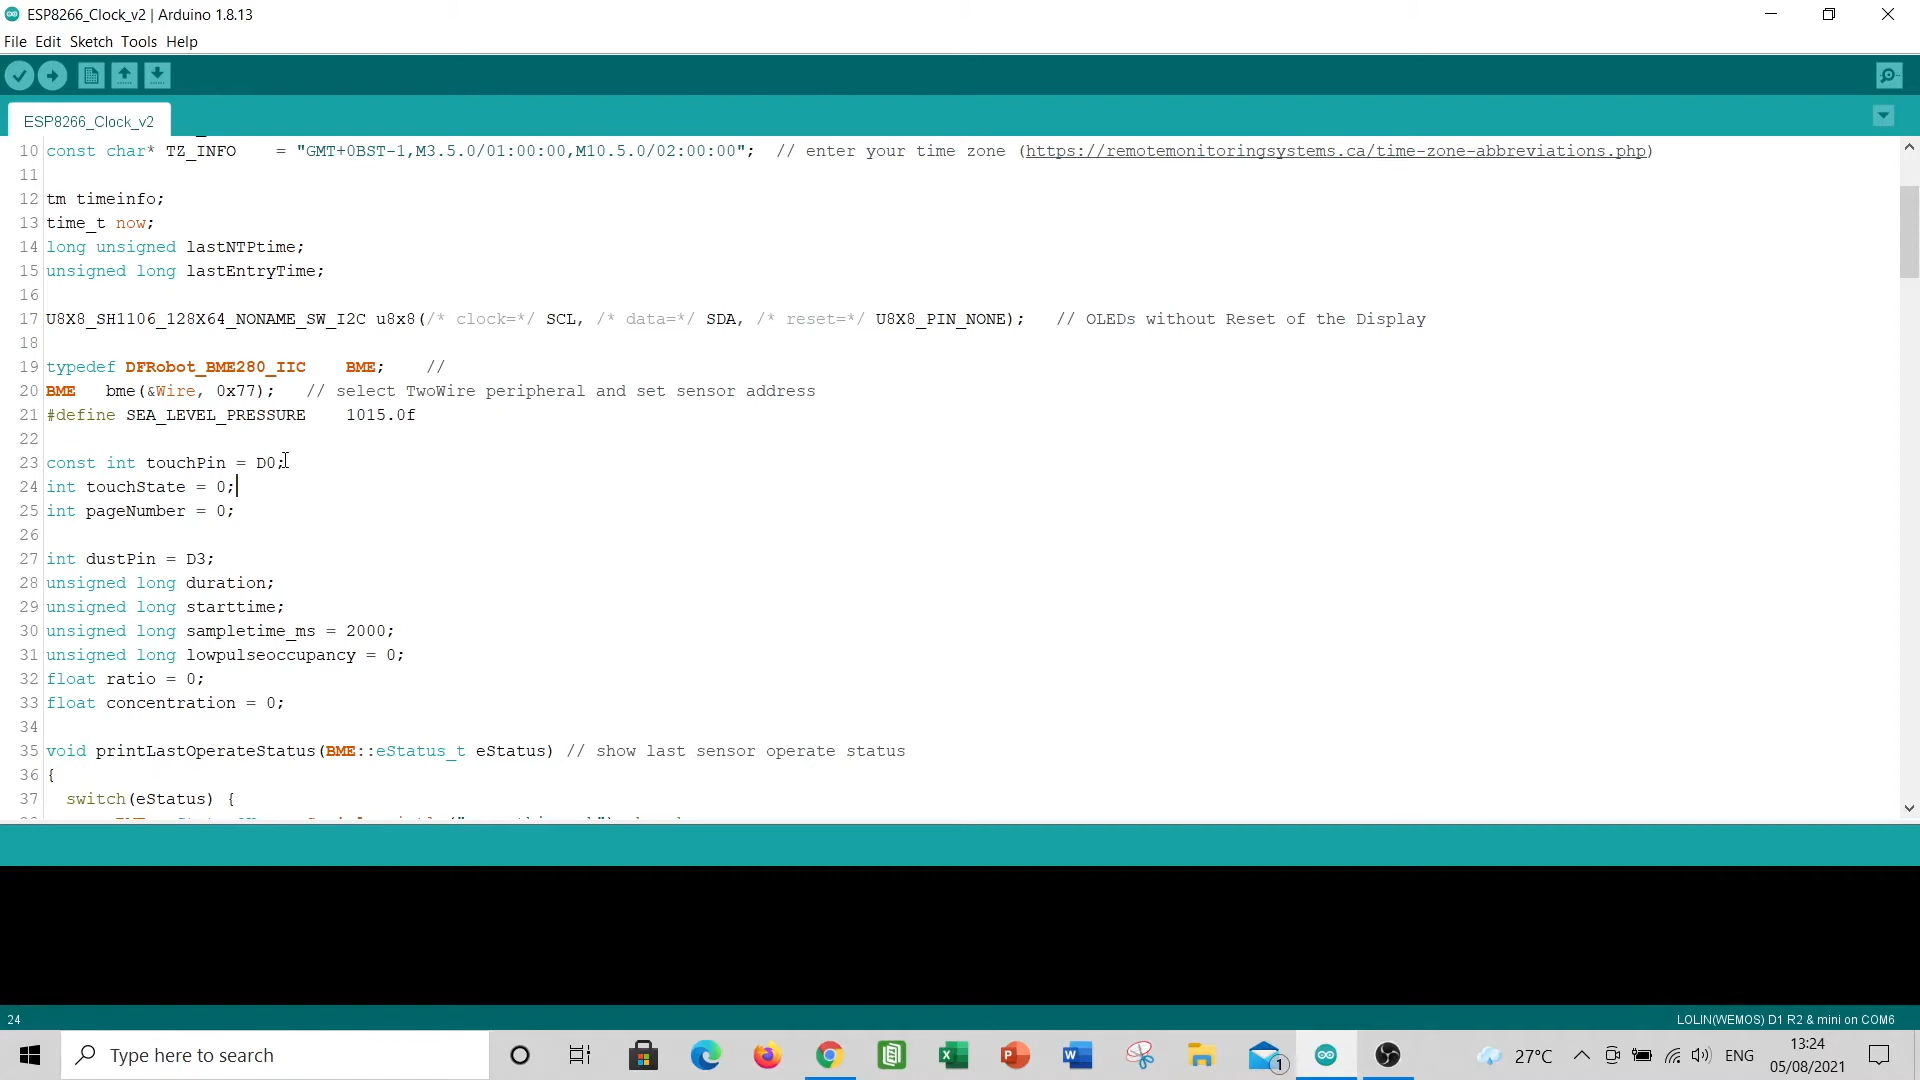 ESP8266_Clock_v2 | Arduino 1.8.13
File Edit Sketch Tools Help
ESP8266_Clock_v2
10 const char* TZ_INFO    = "GMT+0BST-1,M3.5.0/01:00:00,M10.5.0/02:00:00";  // enter your time zone (https://remotemonitoringsystems.ca/time-zone-abbreviations.php)
11
12 tm timeinfo;
13 time_t now;
14 long unsigned lastNTPtime;
15 unsigned long lastEntryTime;
16
17 U8X8_SH1106_128X64_NONAME_SW_I2C u8x8(/* clock=*/ SCL, /* data=*/ SDA, /* reset=*/ U8X8_PIN_NONE);   // OLEDs without Reset of the Display
18
19 typedef DFRobot_BME280_IIC    BME;    //
20 BME   bme(&Wire, 0x77);   // select TwoWire peripheral and set sensor address
21 #define SEA_LEVEL_PRESSURE    1015.0f
22
23 const int touchPin = D0;
24 int touchState = 0;
25 int pageNumber = 0;
26
27 int dustPin = D3;
28 unsigned long duration;
29 unsigned long starttime;
30 unsigned long sampletime_ms = 2000;
31 unsigned long lowpulseoccupancy = 0;
32 float ratio = 0;
33 float concentration = 0;
34
35 void printLastOperateStatus(BME::eStatus_t eStatus) // show last sensor operate status
36 {
37   switch(eStatus) {
24
LOLIN(WEMOS) D1 R2 & mini on COM6
Type here to search
1
27°C
ENG
13:24
05/08/2021